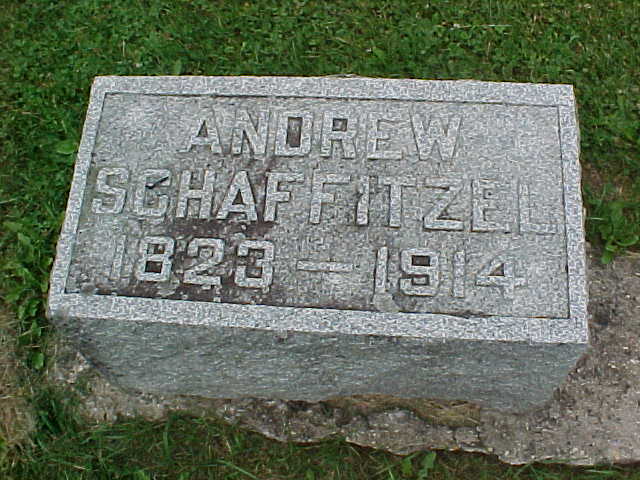 ANDREW
SCHAFFITZEL
1823 — 1914